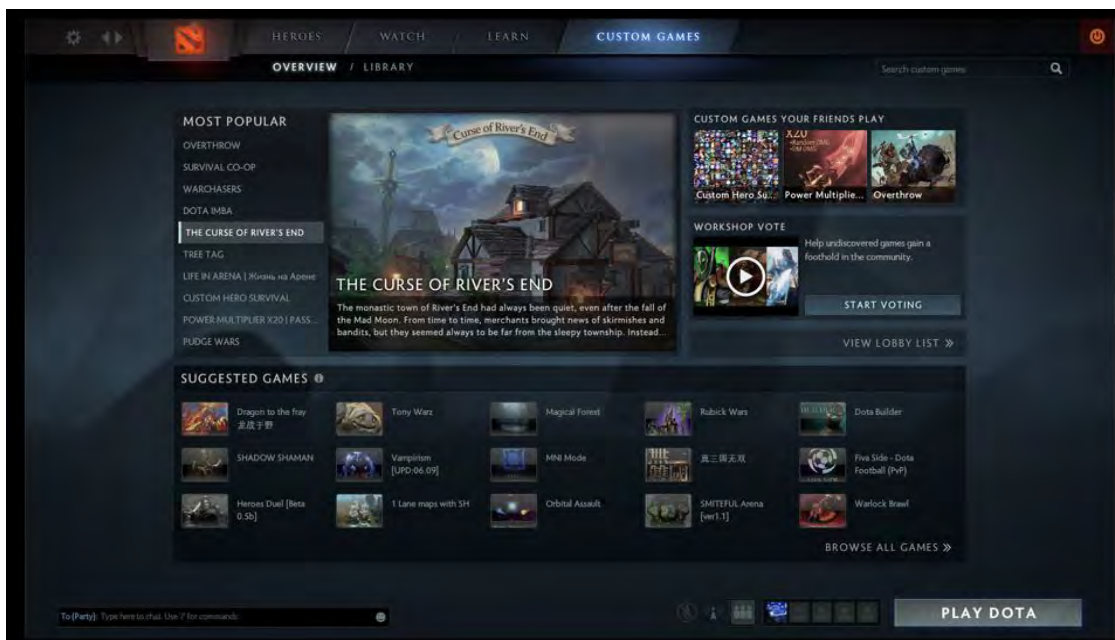 HEROES
WATCH
LEARN
CUSTOM GAMES
OVERVIEW / LIBRARY
Search custom games
MOST POPULAR
OVERTHROW
SURVIVAL CO-OP
WARCHASERS
DOTA IMBA
THE CURSE OF RIVER'S END
TREE TAG
LIFE IN ARENA | Жизнь на Арене
CUSTOM HERO SURVIVAL
POWER MULTIPLIER X20 | PASS...
PUDGE WARS
Curse of River's End
THE CURSE OF RIVER'S END
The monastic town of River's End had always been quiet, even after the fall of
the Mad Moon. From time to time, merchants brought news of skirmishes and
bandits, but they seemed always to be far from the sleepy township. Instead...
CUSTOM GAMES YOUR FRIENDS PLAY
X20
•Random OMG
•DM OMG
Custom Hero Su...
Power Multiplie...
Overthrow
WORKSHOP VOTE
Help undiscovered games gain a
foothold in the community.
START VOTING
VIEW LOBBY LIST »
SUGGESTED GAMES
Dragon to the fray
龙战于野
Tony Warz
Magical Forest
Rubick Wars
Dota Builder
SHADOW SHAMAN
Vampirism
[UPD:06.09]
MNI Mode
真三国无双
Fiva Side - Dota
Football (PvP)
Heroes Duel [Beta
0.5b]
1 Lane maps with SH
Orbital Assault
SMITEFUL Arena
[ver1.1]
Warlock Brawl
BROWSE ALL GAMES »
To (Party): Type here to chat. Use '/' for commands.
PLAY DOTA